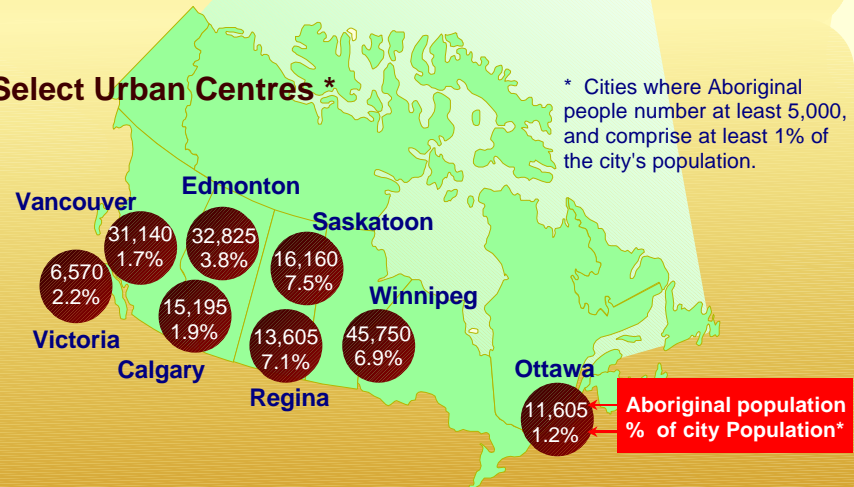 Select Urban Centres *
* Cities where Aboriginal
people number at least 5,000,
and comprise at least 1% of
the city's population.
Vancouver
31,140
1.7%
Edmonton
32,825
3.8%
Saskatoon
16,160
7.5%
6,570
2.2%
Victoria
15,195
1.9%
Calgary
13,605
7.1%
Regina
Winnipeg
45,750
6.9%
Ottawa
11,605
1.2%
Aboriginal population
% of city Population*